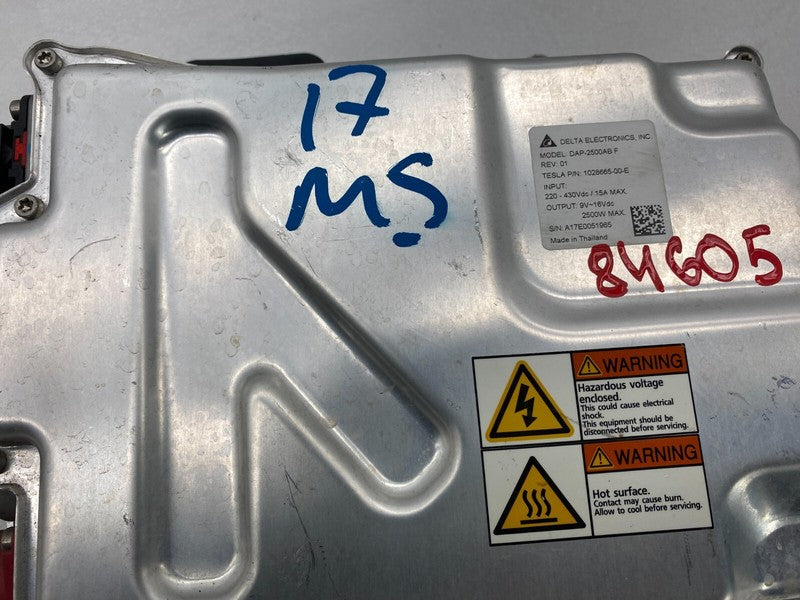 17
MS
DELTA ELECTRONICS, INC.
MODEL: DAP-2500AB F
REV: 01
TESLA P/N: 1028665-00-E
INPUT:
220 - 430Vdc / 15A MAX.
OUTPUT: 9V~16Vdc
2500W MAX.
S/N: A17E0051965
Made in Thailand
84605
WARNING
Hazardous voltage
enclosed.
This could cause electrical
shock.
This equipment should be
disconnected before servicing.
WARNING
Hot surface.
Contact may cause burn.
Allow to cool before servicing.